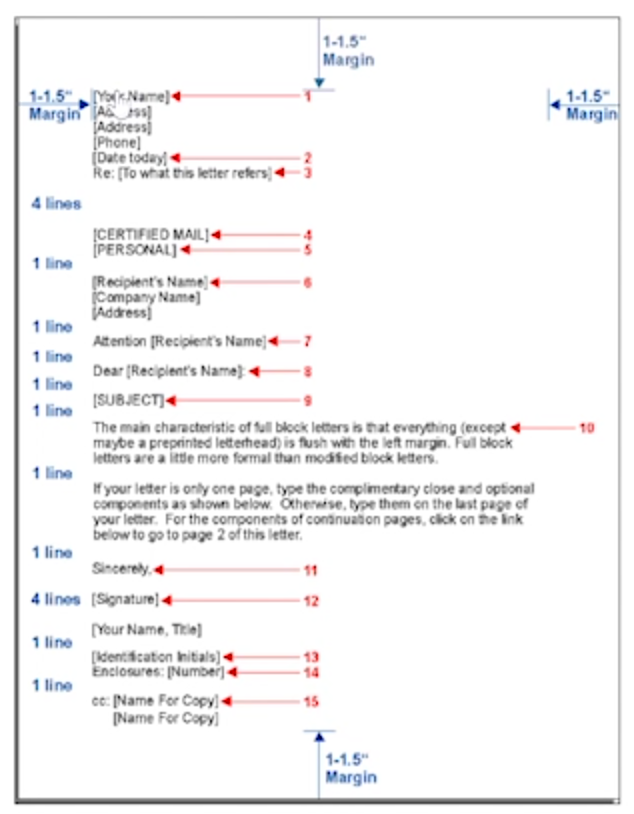 1-1.5"
Margin
1-1.5"
Margin
[Your Name] 1
1-1.5"
Margin
[Address]
[Address]
[Phone]
[Date today] 2
Re: [To what this letter refers] 3
4 lines
[CERTIFIED MAIL] 4
[PERSONAL] 5
1 line
[Recipient's Name] 6
[Company Name]
[Address]
1 line
Attention [Recipient's Name] 7
1 line
Dear [Recipient's Name]: 8
1 line
[SUBJECT] 9
1 line
The main characteristic of full block letters is that everything (except 10
maybe a preprinted letterhead) is flush with the left margin. Full block
letters are a little more formal than modified block letters.
1 line
If your letter is only one page, type the complimentary close and optional
components as shown below. Otherwise, type them on the last page of
your letter. For the components of continuation pages, click on the link
below to go to page 2 of this letter.
1 line
Sincerely, 11
4 lines [Signature] 12
[Your Name, Title]
1 line
[Identification Initials] 13
Enclosures: [Number] 14
1 line
cc: [Name For Copy] 15
[Name For Copy]
1-1.5"
Margin